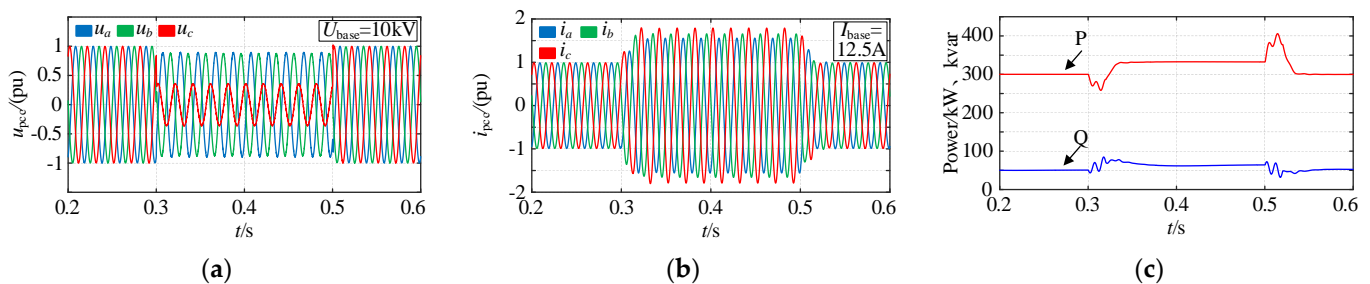 u_a u_b u_c U_base=10kV
1
0.5
0
-0.5
-1
u_pcc/(pu)
0.2 0.3 0.4 0.5 0.6
t/s
(a)
i_a i_b
i_c
I_base=
12.5A
2
1
0
-1
-2
i_pcc/(pu)
0.2 0.3 0.4 0.5 0.6
t/s
(b)
P
Q
400
300
200
100
0
Power/kW、kvar
0.2 0.3 0.4 0.5 0.6
t/s
(c)